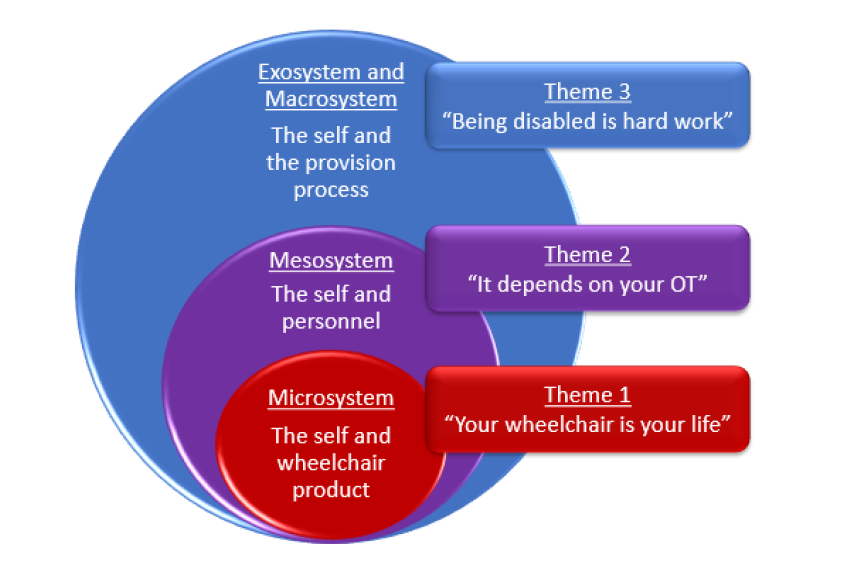 Exosystem and
Macrosystem
The self and
the provision
process
Theme 3
“Being disabled is hard work”
Mesosystem
The self and
personnel
Theme 2
“It depends on your OT”
Microsystem
The self and
wheelchair
product
Theme 1
“Your wheelchair is your life”